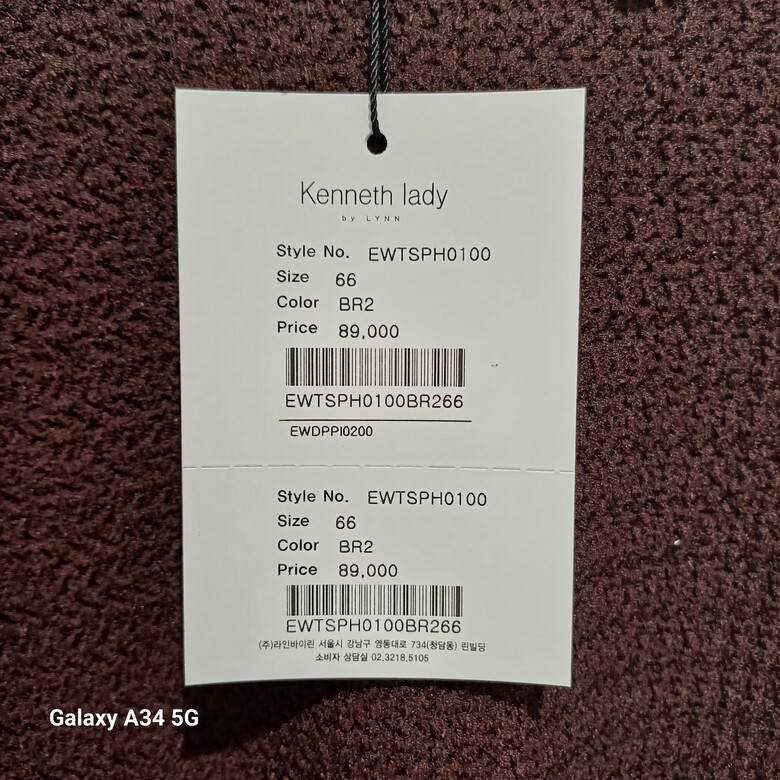 Kenneth lady
by LYNN
Style No. EWTSPH0100
Size 66
Color BR2
Price 89,000
EWTSPH0100BR266
EWDPPI0200
Style No. EWTSPH0100
Size 66
Color BR2
Price 89,000
EWTSPH0100BR266
(주)라인바이린 서울시 강남구 영동대로 734(청담동) 린빌딩
소비자 상담실 02.3218.5105
Galaxy A34 5G